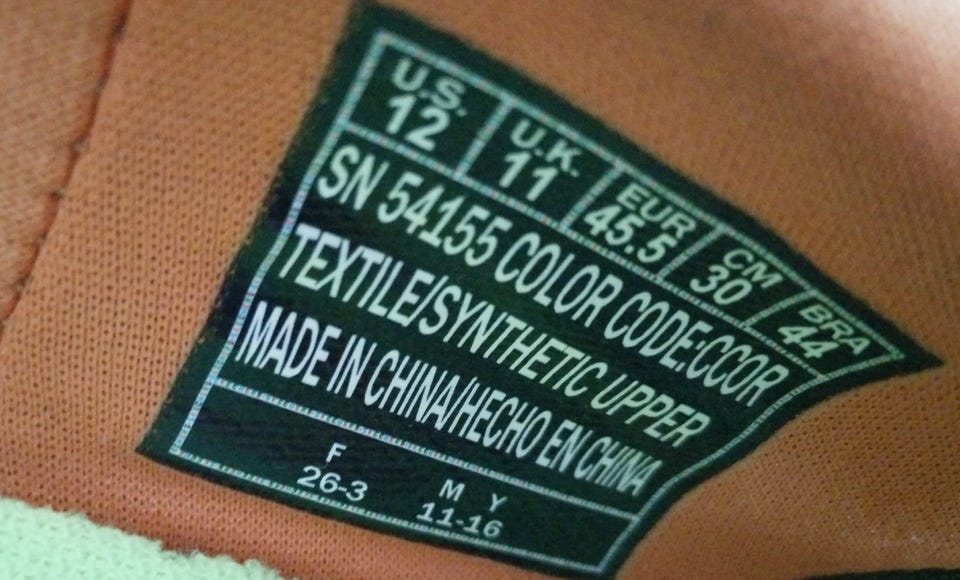 U.S. U.K. EUR CM BRA
12 11 45.5 30 44
SN 54155 COLOR CODE:CCOR
TEXTILE/SYNTHETIC UPPER
MADE IN CHINA/HECHO EN CHINA
F M Y
26-3 11-16